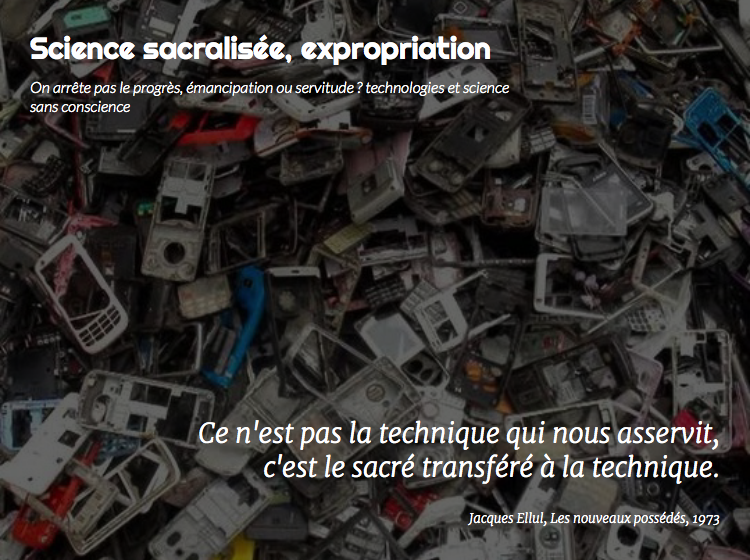 Science sacralisée, expropriation
On arrête pas le progrès, émancipation ou servitude ? technologies et science
sans conscience
Ce n'est pas la technique qui nous asservit,
c'est le sacré transféré à la technique.
Jacques Ellul, Les nouveaux possédés, 1973